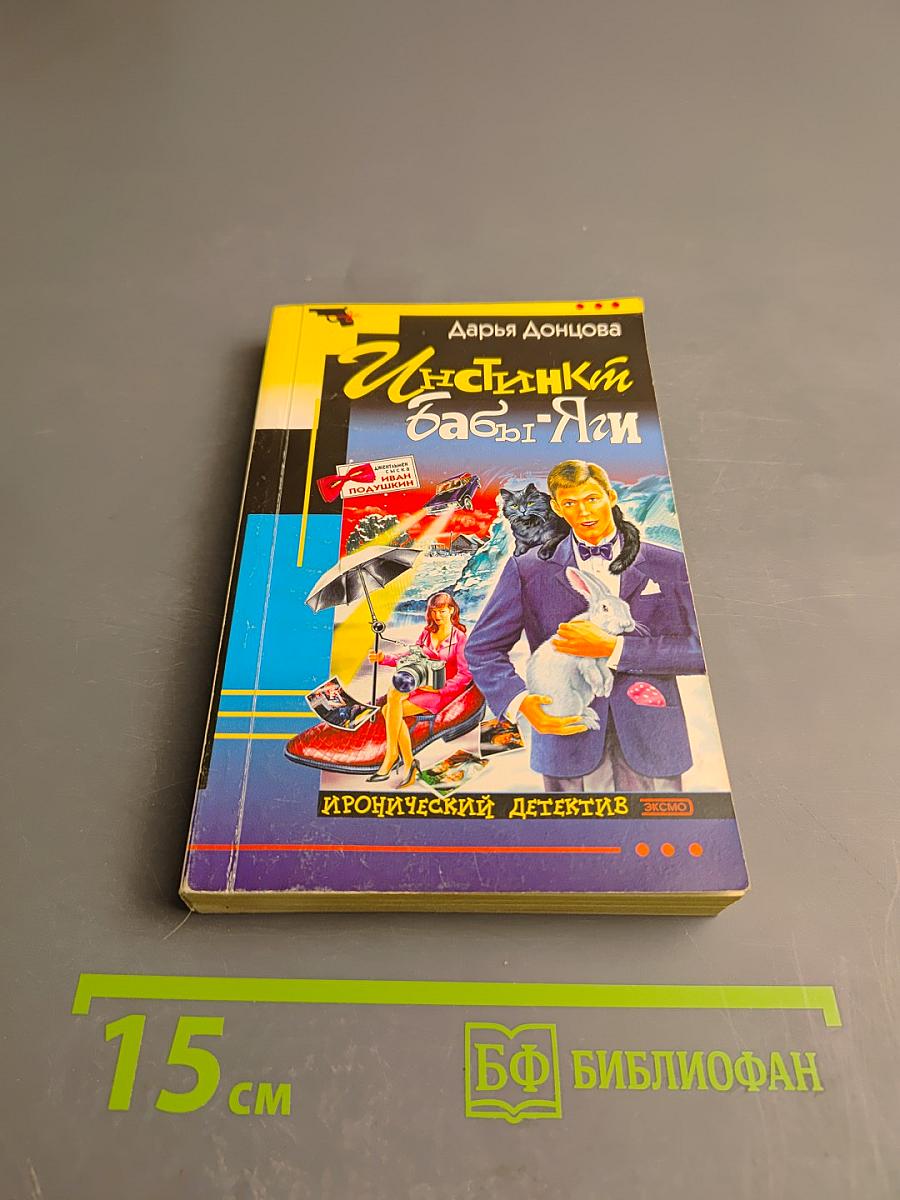 Дарья Донцова
Инстинкт
Бабы-Яги
джентльмен
сыска
ИВАН
ПОДУШКИН
ИРОНИЧЕСКИЙ ДЕТЕКТИВ
ЭКСМО
15 см
БФ
БИБЛИОФАН